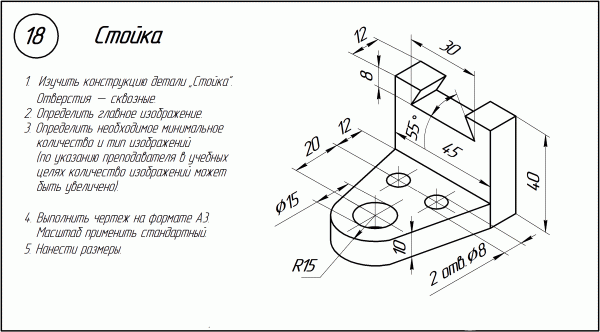 18
Стойка
1. Изучить конструкцию детали „Стойка".
Отверстия — сквозные.
2. Определить главное изображение.
3. Определить необходимое минимальное
количество и тип изображений
(по указанию преподавателя в учебных
целях количество изображений может
быть увеличено).
4. Выполнить чертеж на формате А3.
Масштаб применить стандартный.
5. Нанести размеры.
12
30
8
55°
45
12
20
Ø15
40
10
R15
2 отв. Ø8